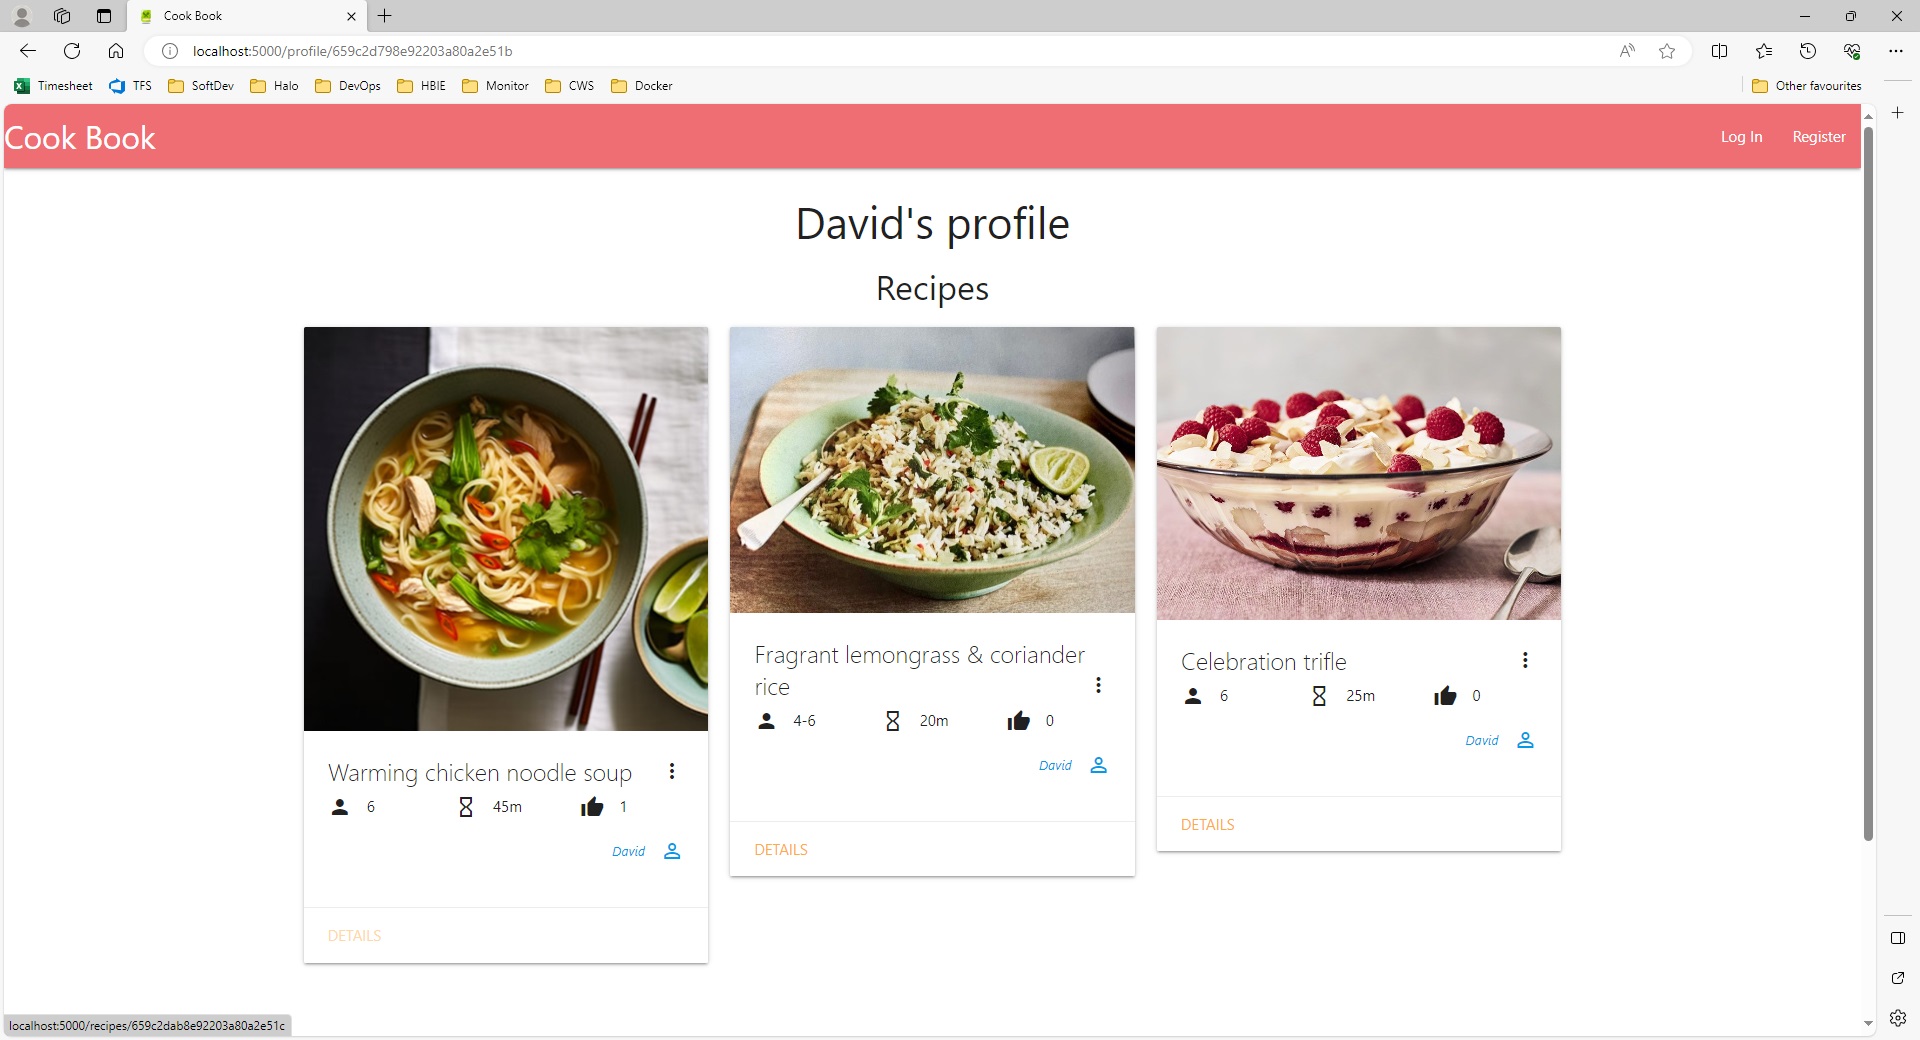 Cook Book
localhost:5000/profile/659c2d798e92203a80a2e51b
Timesheet
TFS
SoftDev
Halo
DevOps
HBIE
Monitor
CWS
Docker
Other favourites
Cook Book
Log In
Register
David's profile
Recipes
Warming chicken noodle soup
6
45m
1
David
DETAILS
Fragrant lemongrass & coriander
rice
4-6
20m
0
David
DETAILS
Celebration trifle
6
25m
0
David
DETAILS
localhost:5000/recipes/659c2dab8e92203a80a2e51c